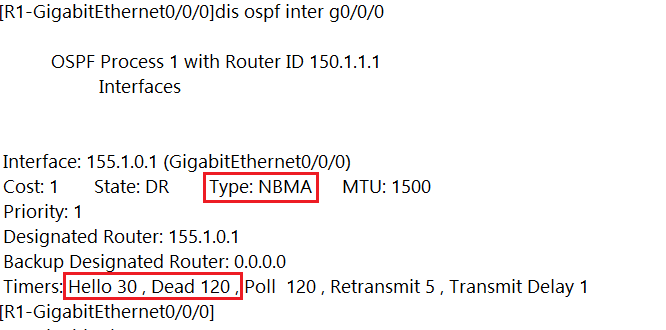 [R1-GigabitEthernet0/0/0]dis ospf inter g0/0/0
OSPF Process 1 with Router ID 150.1.1.1
Interfaces
Interface: 155.1.0.1 (GigabitEthernet0/0/0)
Cost: 1 State: DR Type: NBMA MTU: 1500
Priority: 1
Designated Router: 155.1.0.1
Backup Designated Router: 0.0.0.0
Timers: Hello 30 , Dead 120 , Poll 120 , Retransmit 5 , Transmit Delay 1
[R1-GigabitEthernet0/0/0]